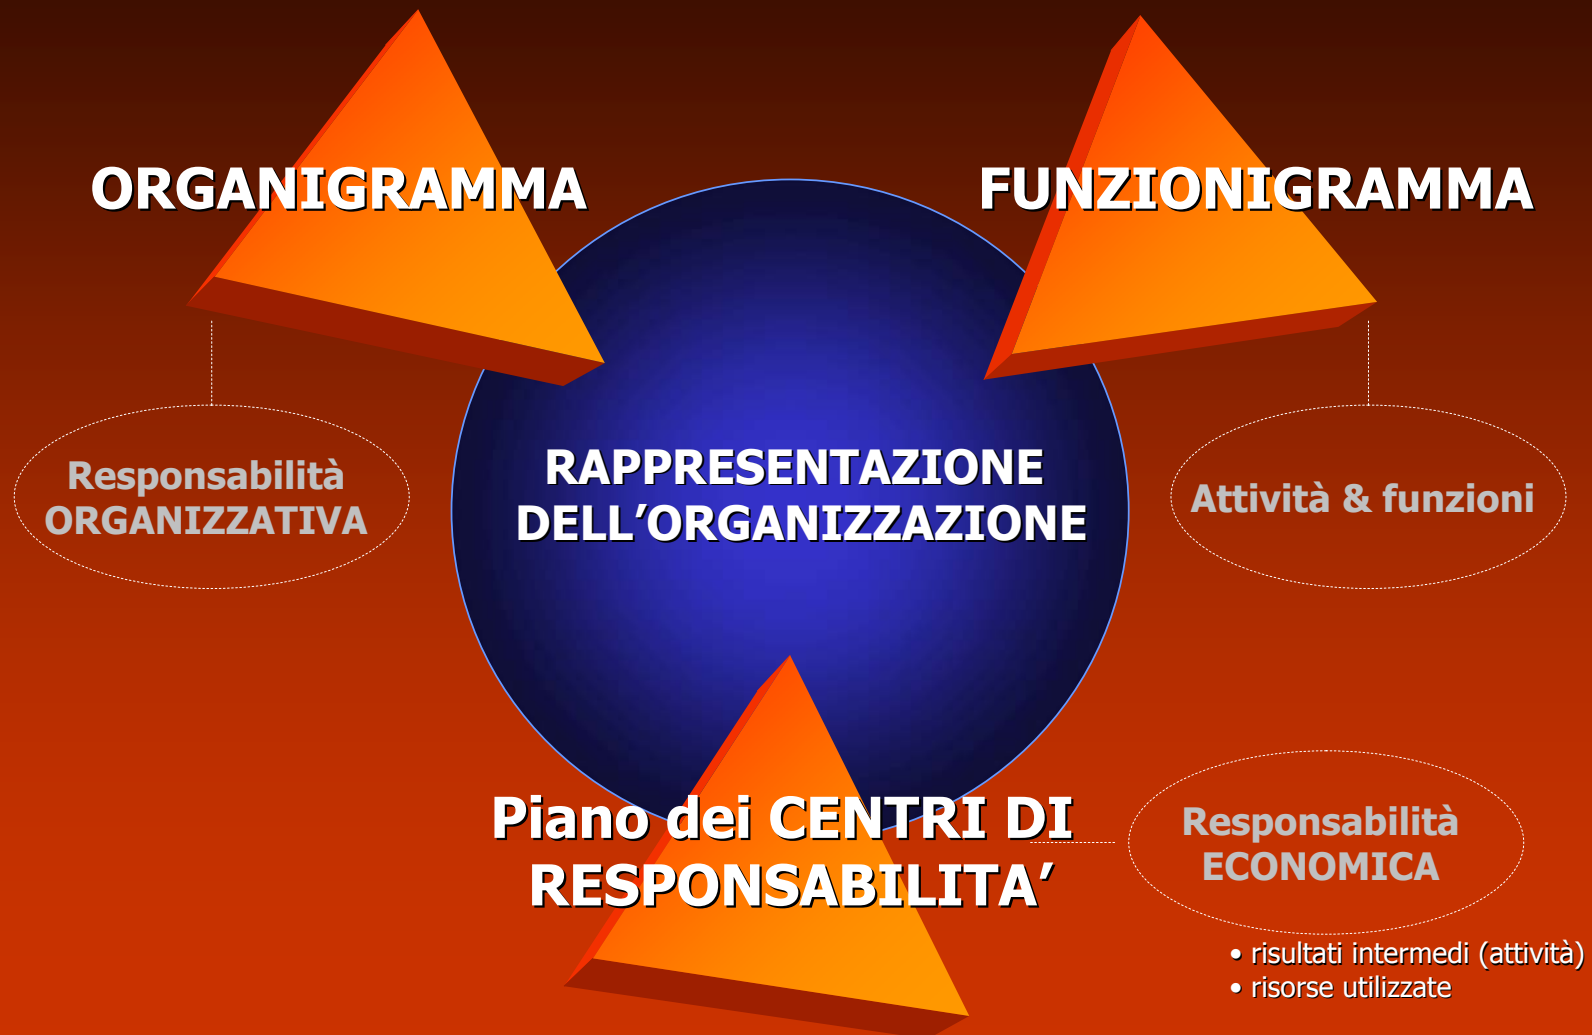 ORGANIGRAMMA
FUNZIONIGRAMMA
Responsabilità
ORGANIZZATIVA
RAPPRESENTAZIONE
DELL’ORGANIZZAZIONE
Attività & funzioni
Piano dei CENTRI DI
RESPONSABILITA’
Responsabilità
ECONOMICA
• risultati intermedi (attività)
• risorse utilizzate